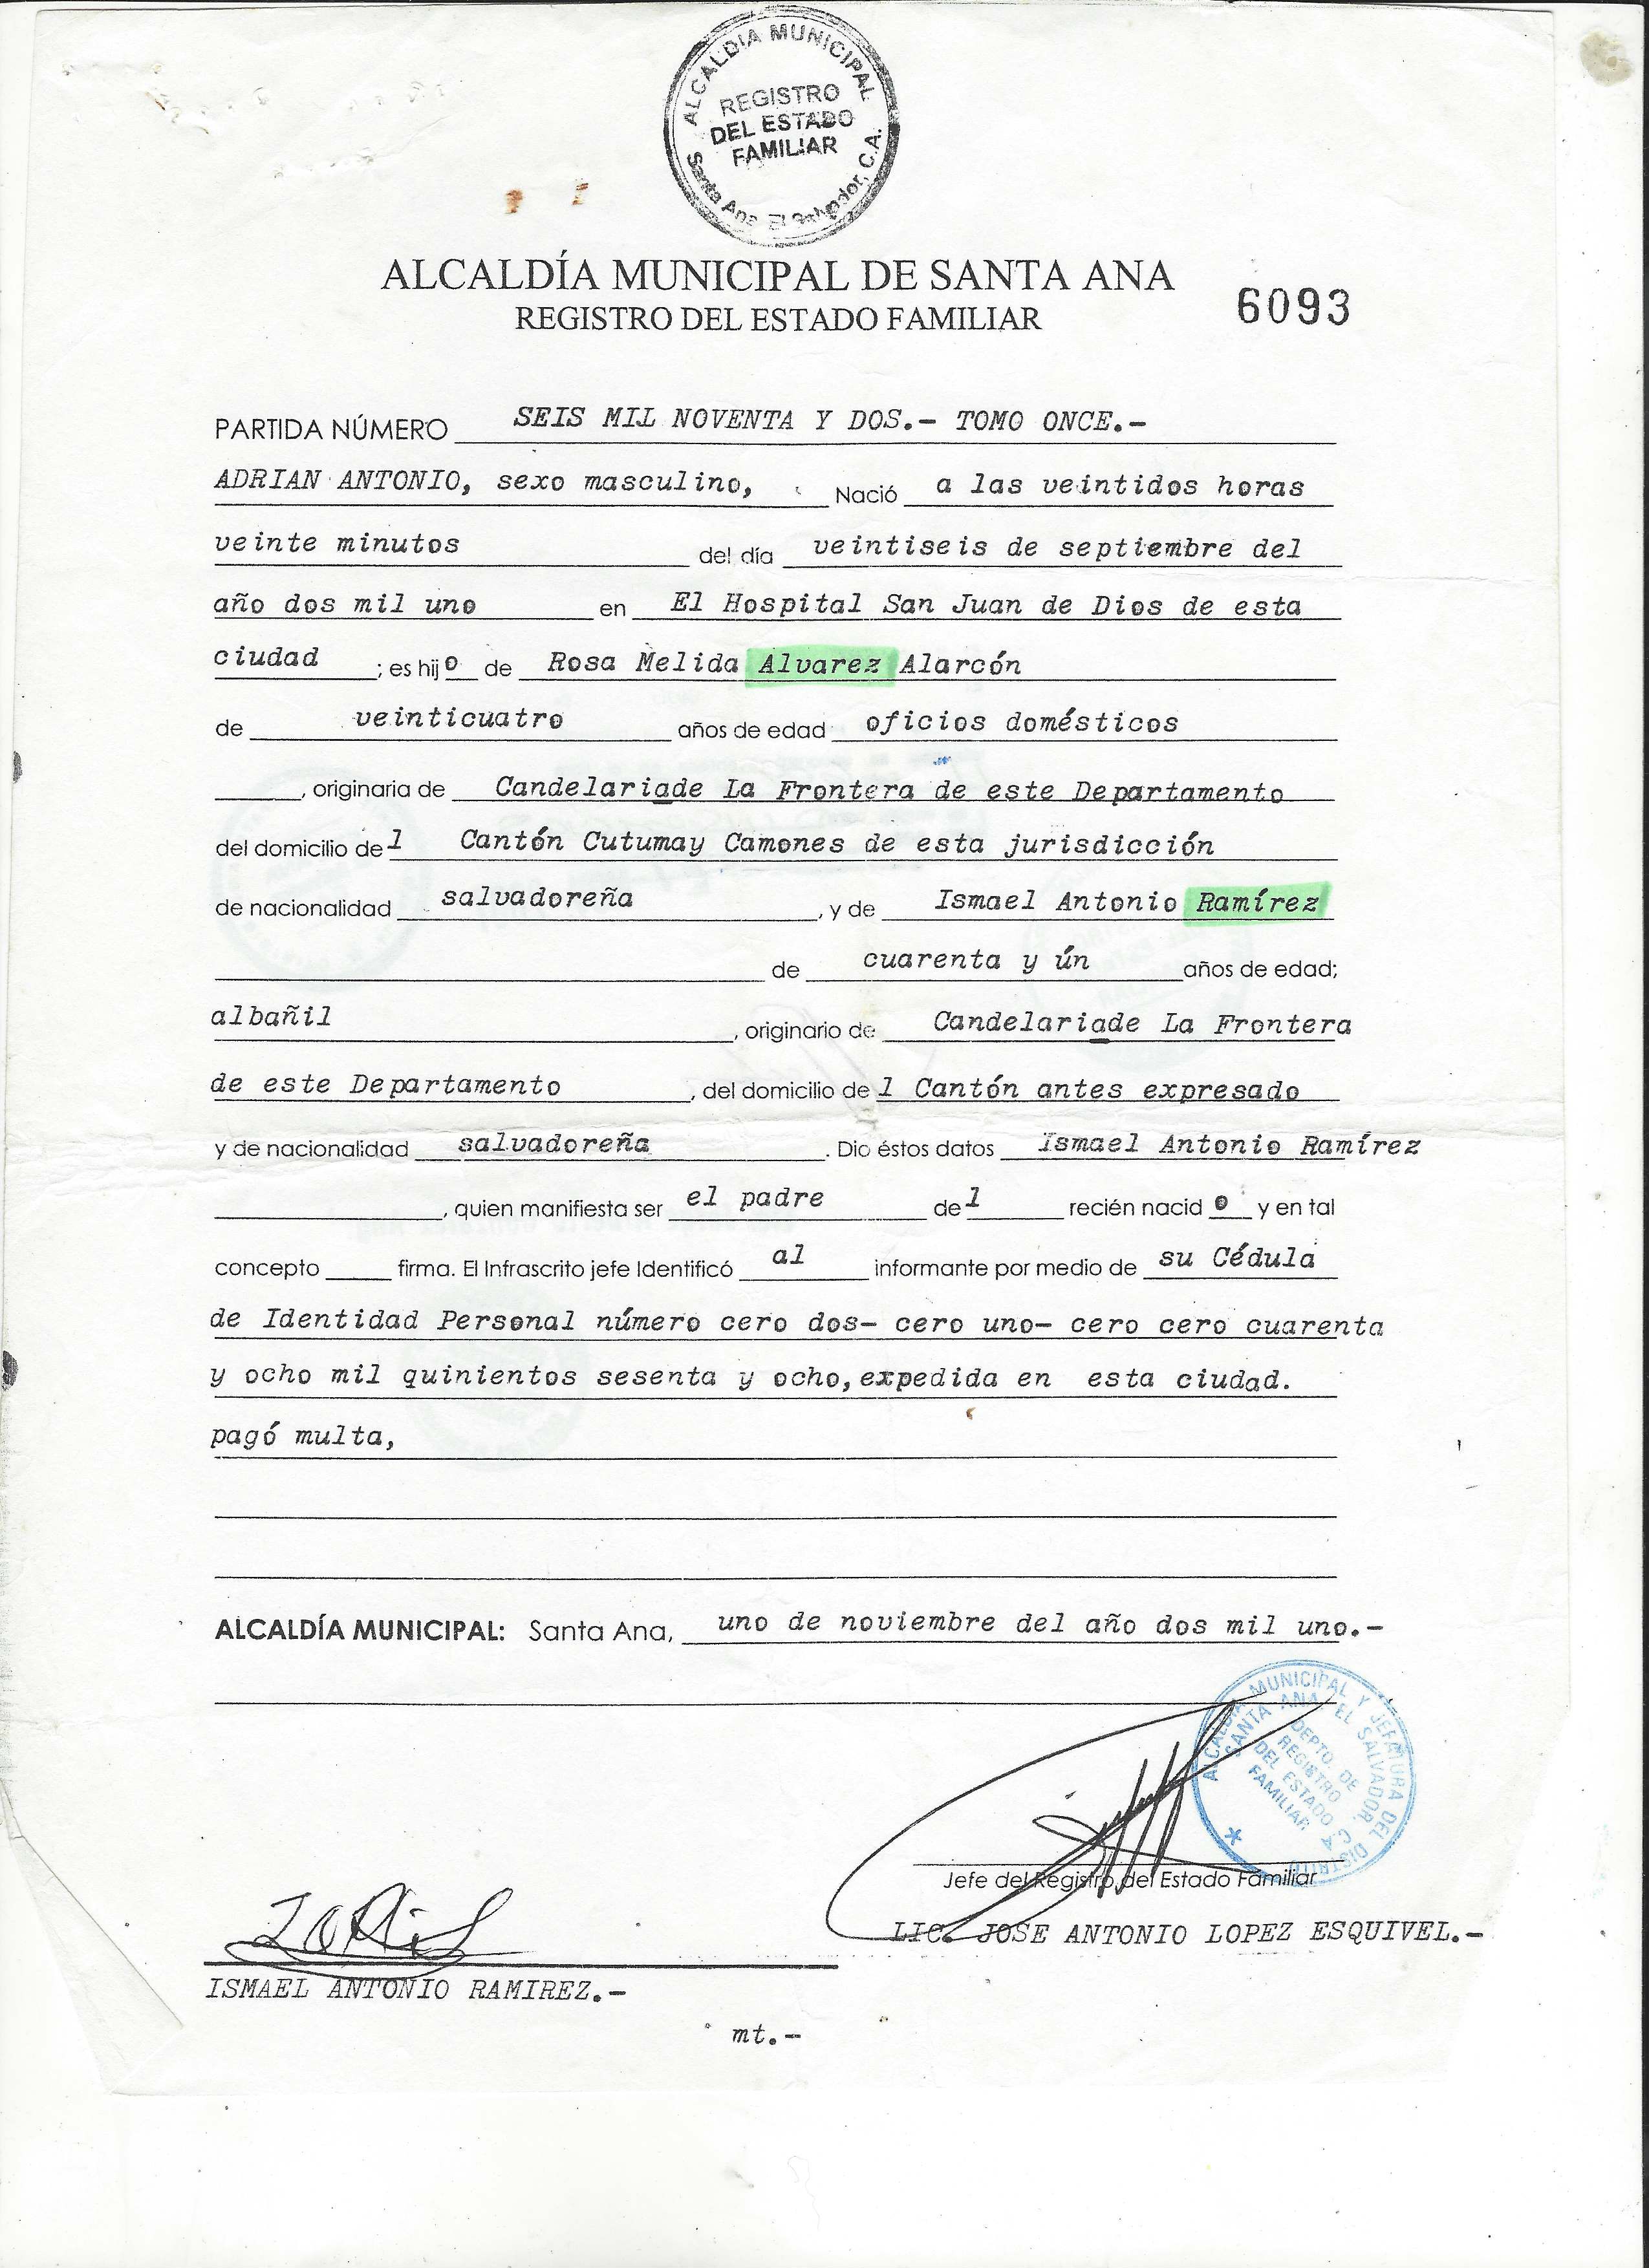 ALCALDIA MUNICIPAL
REGISTRO
DEL ESTADO
FAMILIAR
Santa Ana El Salvador, C.A.
ALCALDÍA MUNICIPAL DE SANTA ANA
REGISTRO DEL ESTADO FAMILIAR
6093
PARTIDA NÚMERO SEIS MIL NOVENTA Y DOS.- TOMO ONCE.-
ADRIAN ANTONIO, sexo masculino, Nació a las veintidos horas
veinte minutos del día veintiseis de septiembre del
año dos mil uno en El Hospital San Juan de Dios de esta
ciudad ; es hijo de Rosa Melida Alvarez Alarcón
de veinticuatro años de edad oficios domésticos
, originaria de Candelariade La Frontera de este Departamento
del domicilio de l Cantón Cutumay Camones de esta jurisdicción
de nacionalidad salvadoreña , y de Ismael Antonio Ramírez
de cuarenta y ún años de edad;
albañil , originario de Candelariade La Frontera
de este Departamento , del domicilio de l Cantón antes expresado
y de nacionalidad salvadoreña . Dio éstos datos Ismael Antonio Ramírez
, quien manifiesta ser el padre del recién nacido y en tal
concepto firma. El Infrascrito jefe Identificó al informante por medio de su Cédula
de Identidad Personal número cero dos- cero uno- cero cero cuarenta
y ocho mil quinientos sesenta y ocho, expedida en esta ciudad.
pagó multa,
ALCALDÍA MUNICIPAL: Santa Ana, uno de noviembre del año dos mil uno.-
ALCALDIA MUNICIPAL Y JEFATURA DEL DISTRITO
SANTA ANA EL SALVADOR, C. A.
DEPTO. DE
REGISTRO
DEL ESTADO
FAMILIAR
Jefe del Registro del Estado Familiar
LIC. JOSE ANTONIO LOPEZ ESQUIVEL.-
ISMAEL ANTONIO RAMIREZ.-
mt.-